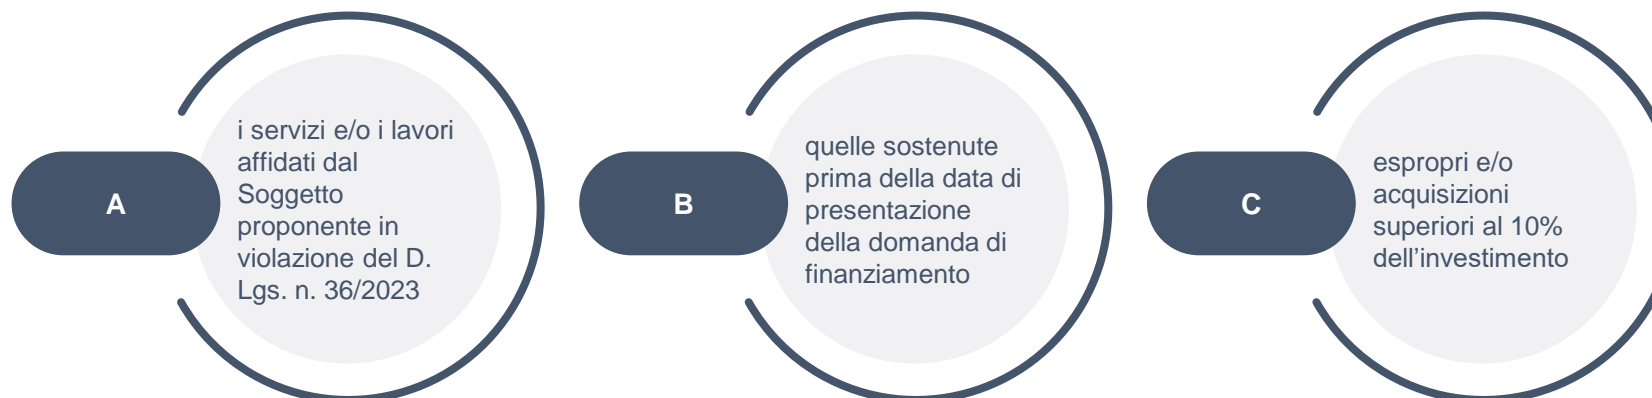 A
i servizi e/o i lavori
affidati dal
Soggetto
proponente in
violazione del D.
Lgs. n. 36/2023
B
quelle sostenute
prima della data di
presentazione
della domanda di
finanziamento
C
espropri e/o
acquisizioni
superiori al 10%
dell’investimento